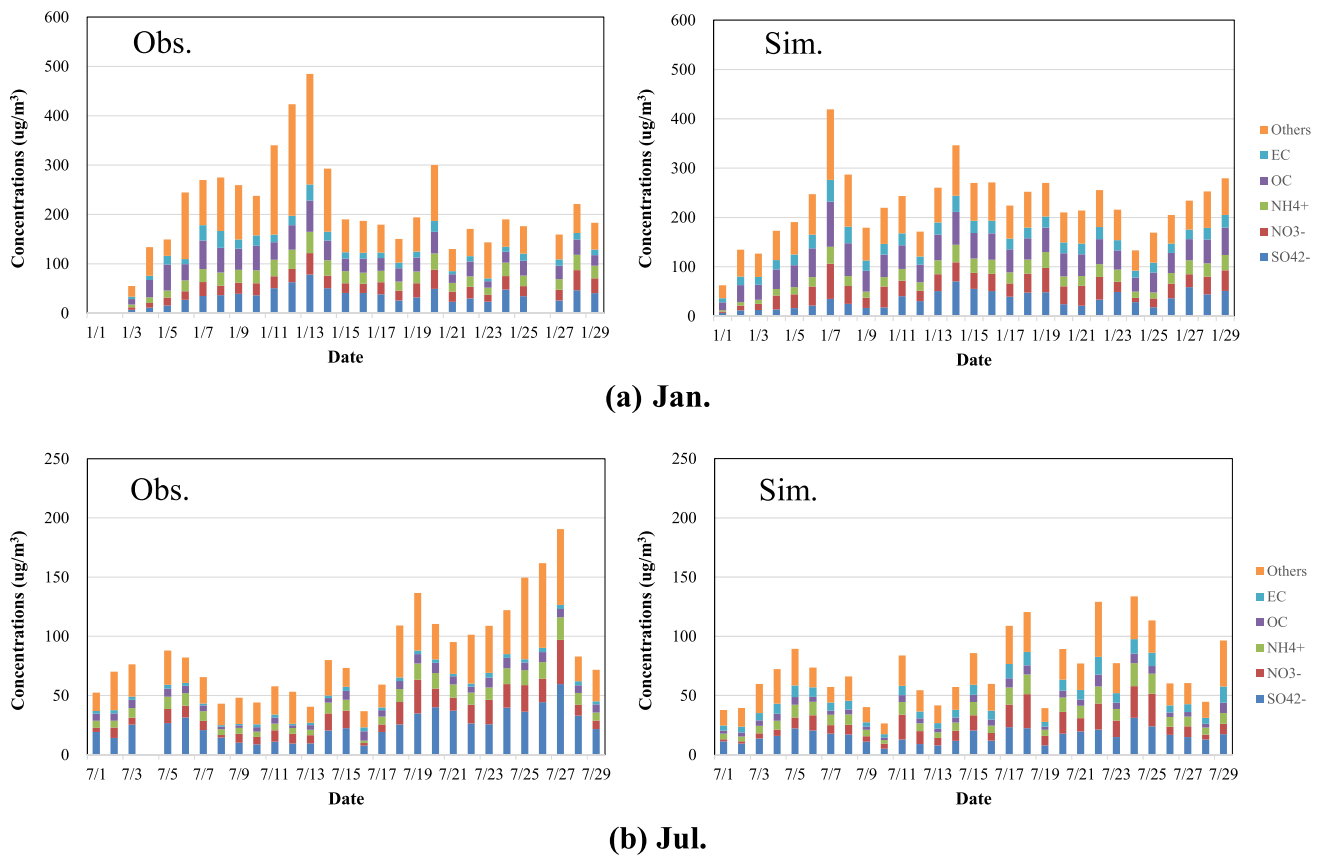 Obs.
Concentrations (ug/m³)
600
500
400
300
200
100
0
1/1 1/3 1/5 1/7 1/9 1/11 1/13 1/15 1/17 1/19 1/21 1/23 1/25 1/27 1/29
Date
Sim.
Concentrations (ug/m³)
600
500
400
300
200
100
0
1/1 1/3 1/5 1/7 1/9 1/11 1/13 1/15 1/17 1/19 1/21 1/23 1/25 1/27 1/29
Date
Others
EC
OC
NH4+
NO3-
SO42-
(a) Jan.
Obs.
Concentrations (ug/m³)
250
200
150
100
50
0
7/1 7/3 7/5 7/7 7/9 7/11 7/13 7/15 7/17 7/19 7/21 7/23 7/25 7/27 7/29
Date
Sim.
Concentrations (ug/m³)
250
200
150
100
50
0
7/1 7/3 7/5 7/7 7/9 7/11 7/13 7/15 7/17 7/19 7/21 7/23 7/25 7/27 7/29
Date
Others
EC
OC
NH4+
NO3-
SO42-
(b) Jul.